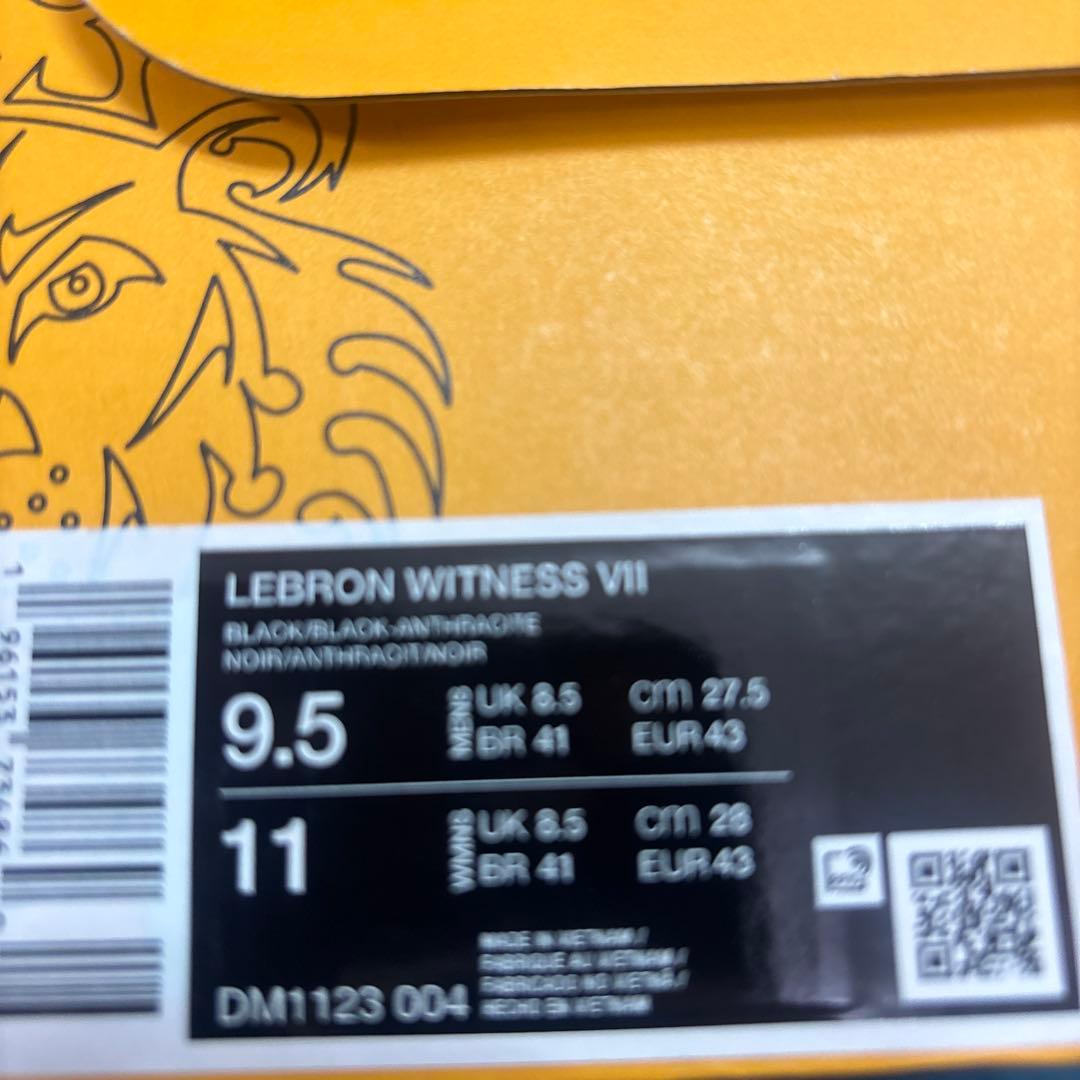 LEBRON WITNESS VII
BLACK/BLACK-ANTHRACITE
NOIR/ANTHRACIT/NOIR
9.5 MENS UK 8.5 cm 27.5
BR 41 EUR 43
11 WMNS UK 8.5 cm 28
BR 41 EUR 43
MADE IN VIETNAM /
FABRIQUE AU VIETNAM /
FABRICADO NO VIETNÃ /
HECHO EN VIETNAM
DM1123 004